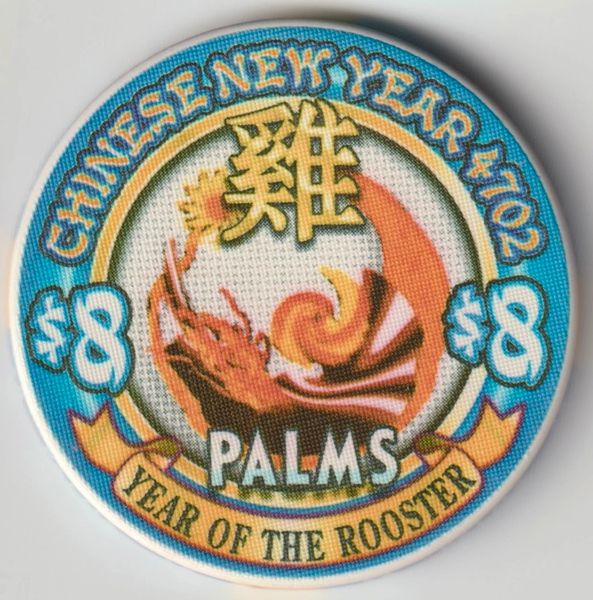 CHINESE NEW YEAR 4702
雞
$8 $8
PALMS
YEAR OF THE ROOSTER